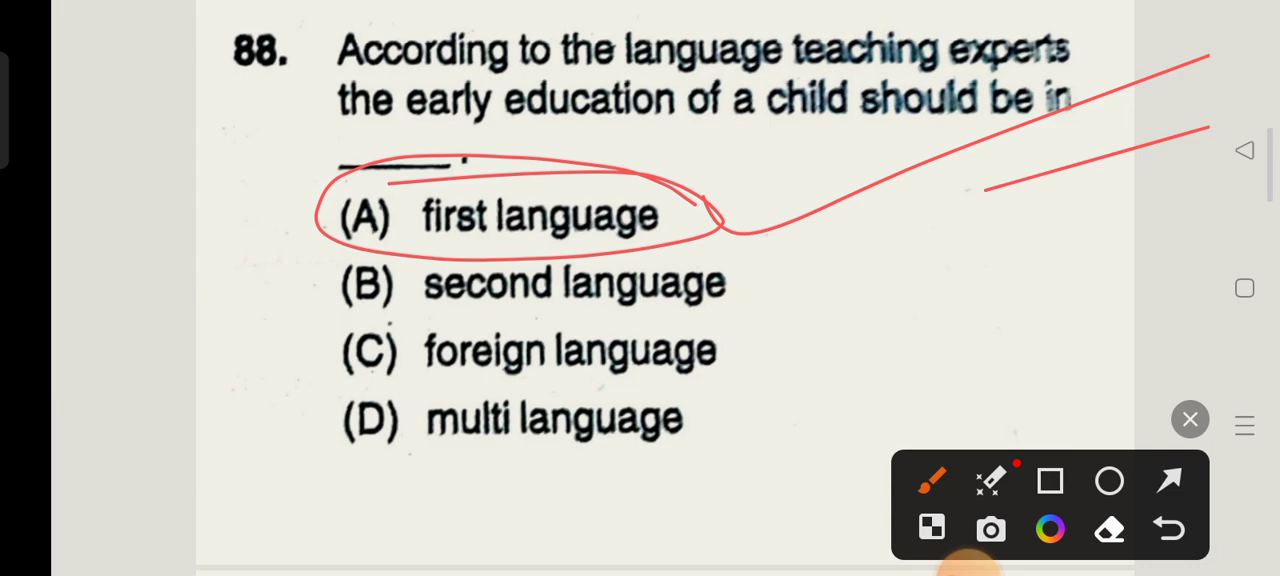 88. According to the language teaching experts
the early education of a child should be in
______.
(A) first language
(B) second language
(C) foreign language
(D) multi language